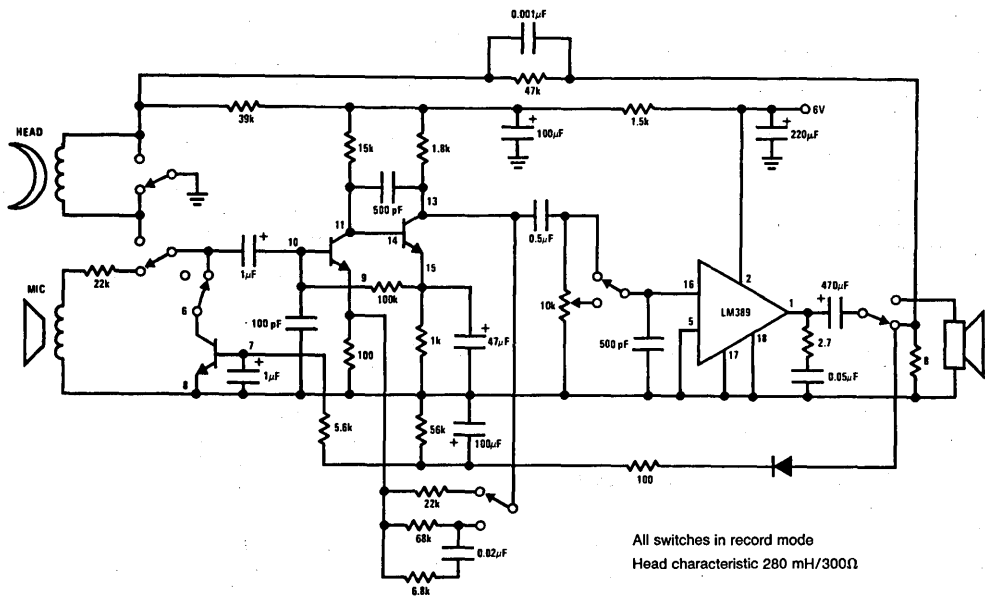 0.001µF
47k
39k
1.5k
6V
HEAD
15k
1.8k
100µF
+
220µF
+
500 pF
13
11
14
0.5µF
10
1µF
+
22k
MIC
9
100k
15
10k
16
2
LM389
1
470µF
+
5
17
18
2.7
6
7
8
1µF
+
100 pF
100
1k
47µF
+
500 pF
0.05µF
8
5.6k
56k
100µF
+
100
22k
68k
0.02µF
6.8k
All switches in record mode
Head characteristic 280 mH/300Ω